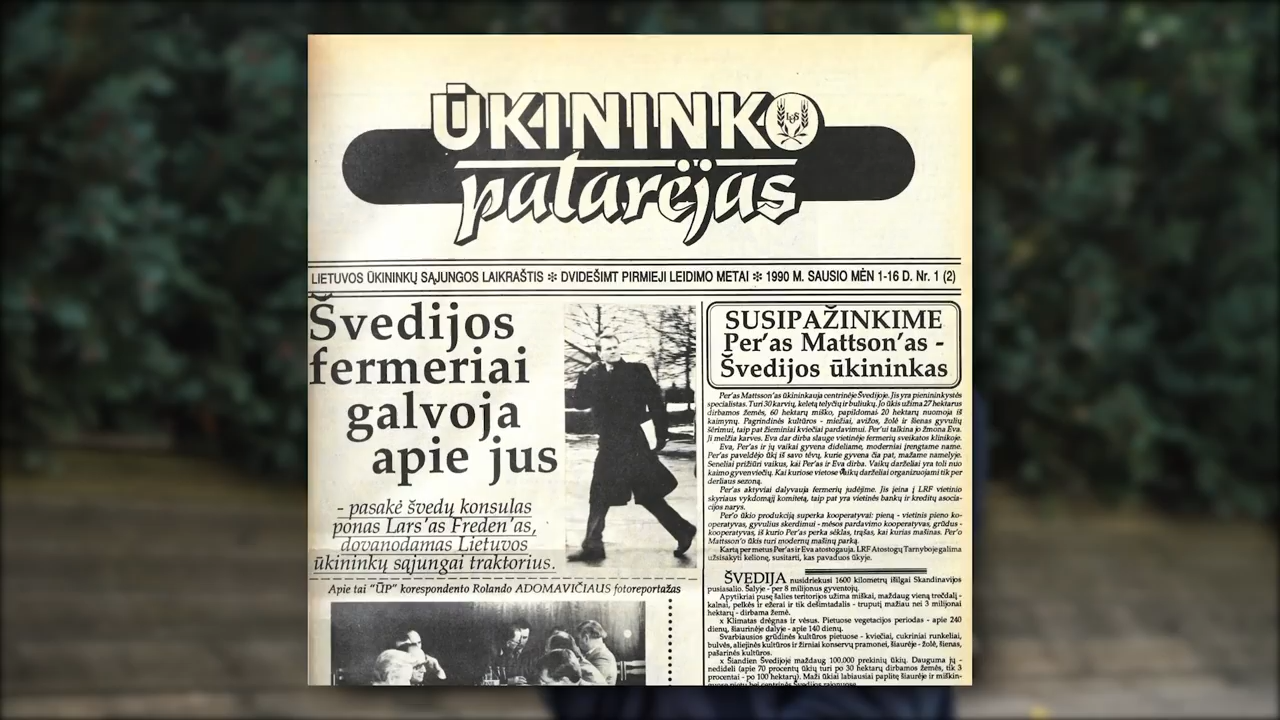 ŪKININKO
LŪS
patarėjas
LIETUVOS ŪKININKŲ SĄJUNGOS LAIKRAŠTIS ✻ DVIDEŠIMT PIRMIEJI LEIDIMO METAI ✻ 1990 M. SAUSIO MĖN 1-16 D. Nr. 1 (2)
Švedijos
fermeriai
galvoja
apie jus
- pasakė švedų konsulas
ponas Lars'as Freden'as,
dovanodamas Lietuvos
ūkininkų sąjungai traktorius.
Apie tai "ŪP" korespondento Rolando ADOMAVIČIAUS fotoreportažas
SUSIPAŽINKIME
Per'as Mattson'as -
Švedijos ūkininkas
Per'as Mattsson'as ūkininkauja centrinėje Švedijoje. Jis yra pienininkystės
specialistas. Turi 30 karvių, keletą telyčių ir buliukų. Jo ūkis užima 27 hektarus
dirbamos žemės, 60 hektarų miško, papildomai 20 hektarų nuomoja iš
kaimynų. Pagrindinės kultūros - miežiai, avižos, žolė ir šienas gyvulių
šėrimui, taip pat žieminiai kviečiai pardavimui. Per'ui talkina jo žmona Eva.
Ji melžia karves. Eva dar dirba slauge vietinėje fermerių sveikatos klinikoje.
Eva, Per'as ir jų vaikai gyvena dideliame, moderniai įrengtame name.
Per'as paveldėjo ūkį iš savo tėvų, kurie gyvena čia pat, mažame namelyje.
Seneliai prižiūri vaikus, kai Per'as ir Eva dirba. Vaikų darželiai yra toli nuo
kaimo gyvenviečių. Kai kuriose vietose vaikų darželiai organizuojami tik per
derliaus sezoną.
Per'as aktyviai dalyvauja fermerių judėjime. Jis įeina į LRF vietinio
skyriaus vykdomąjį komitetą, taip pat yra vietinės bankų ir kreditų asocia-
cijos narys.
Per'o ūkio produkciją superka kooperatyvai: pieną - vietinis pieno ko-
operatyvas, gyvulius skerdimui - mėsos pardavimo kooperatyvas, grūdus -
kooperatyvas, iš kurio Per'as perka sėklas, trąšas, kai kurias mašinas. Per'o
Matsson'o ūkis turi modernų mašinų parką.
Kartą per metus Per'as ir Eva atostogauja. LRF Atostogų Tarnyboje galima
užsisakyti kelionę, susitarti, kas pavaduos ūkyje.
ŠVEDIJA nusidriekusi 1600 kilometrų išilgai Skandinavijos
pusiasalio. Šalyje - per 8 milijonus gyventojų.
Apytikriai pusę šalies teritorijos užima miškai, maždaug vieną trečdalį -
kalnai, pelkės ir ežerai ir tik dešimtadalis - truputį mažiau nei 3 milijonai
hektarų - dirbama žemė.
x Klimatas drėgnas ir vėsus. Pietuose vegetacijos periodas - apie 240
dienų, šiaurinėje dalyje - apie 140 dienų.
Svarbiausios grūdinės kultūros pietuose - kviečiai, cukriniai runkeliai,
bulvės, aliejinės kultūros ir žirniai konservų pramonei, šiaurėje - žolė, šienas,
pašarinės kultūros.
x Šiandien Švedijoje maždaug 100.000 prekinių ūkių. Dauguma jų -
nedideli (apie 70 procentų ūkių turi po 30 hektarų dirbamos žemės, tik 3
procentai - po 100 hektarų). Maži ūkiai labiausiai paplitę šiaurėje ir miškin-